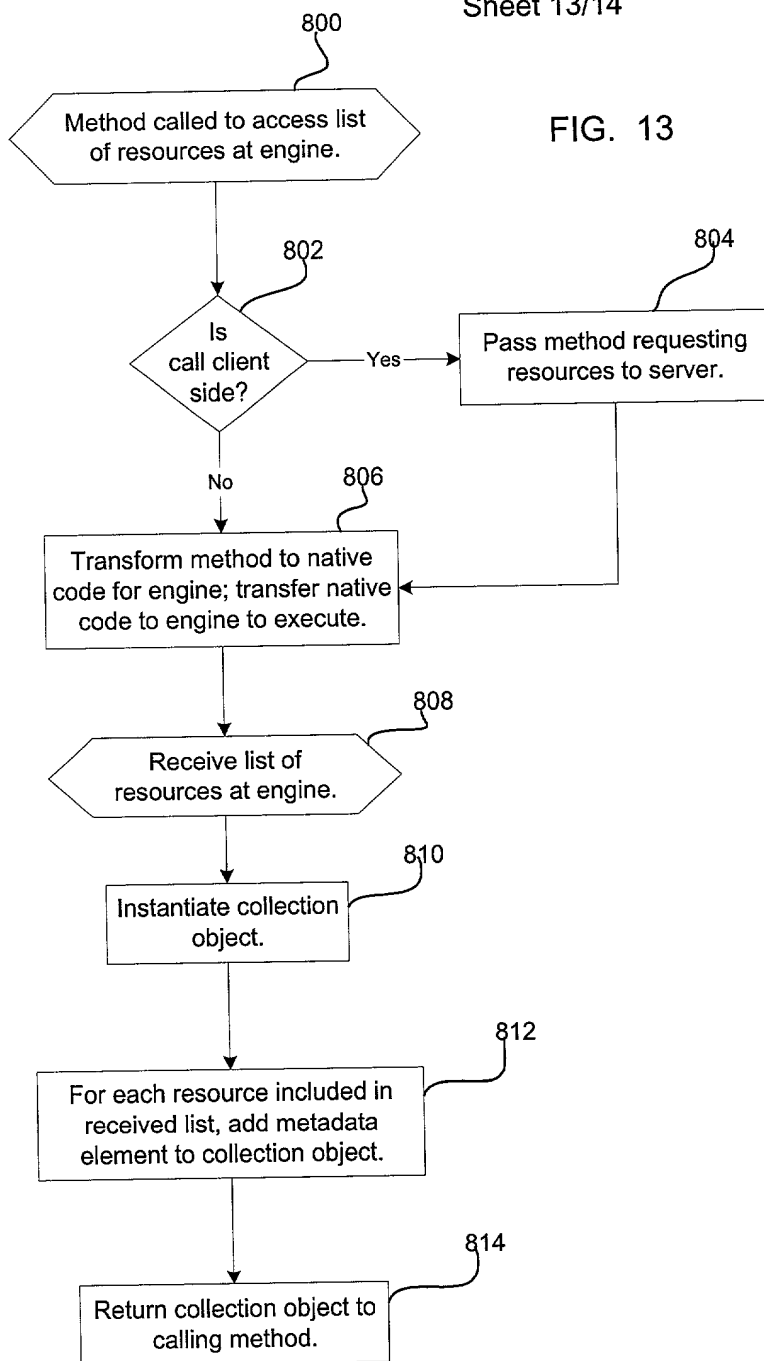 Sheet 13/14
800
Method called to access list
of resources at engine.
FIG. 13
802
Is
call client
side?
Yes
804
Pass method requesting
resources to server.
No
806
Transform method to native
code for engine; transfer native
code to engine to execute.
808
Receive list of
resources at engine.
810
Instantiate collection
object.
812
For each resource included in
received list, add metadata
element to collection object.
814
Return collection object to
calling method.